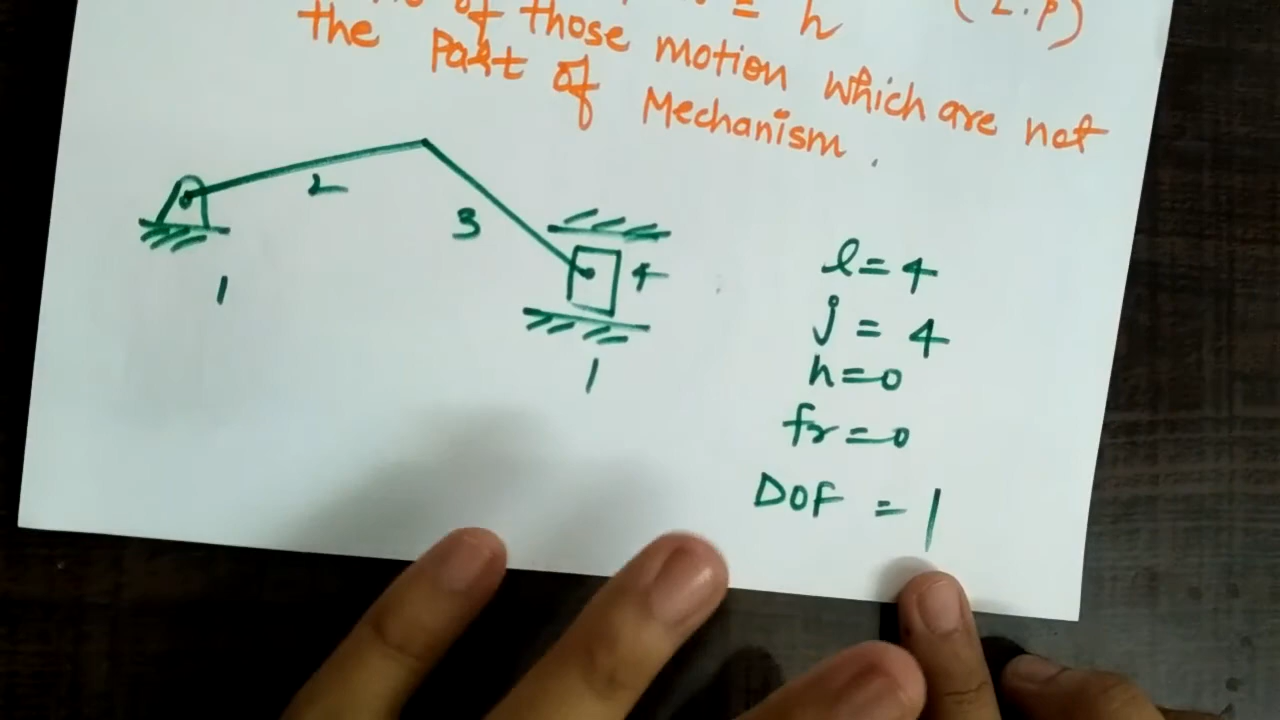 = h (L.P)
of those motion which are not
the Part of Mechanism.
2
3
4
1
1
l=4
j = 4
h=0
fr=0
DOF = 1